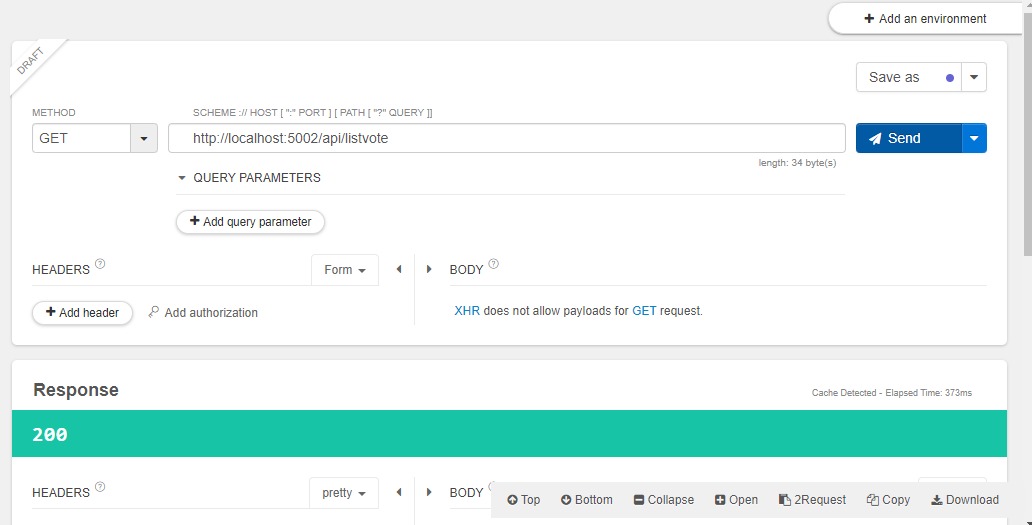 + Add an environment
DRAFT
Save as
METHOD
SCHEME :// HOST [ ":" PORT ] [ PATH [ "?" QUERY ]]
GET
http://localhost:5002/api/listvote
Send
length: 34 byte(s)
QUERY PARAMETERS
+ Add query parameter
HEADERS ?
Form
BODY ?
+ Add header
Add authorization
XHR does not allow payloads for GET request.
Response
Cache Detected - Elapsed Time: 373ms
200
HEADERS ?
pretty
BODY
Top
Bottom
Collapse
Open
2Request
Copy
Download